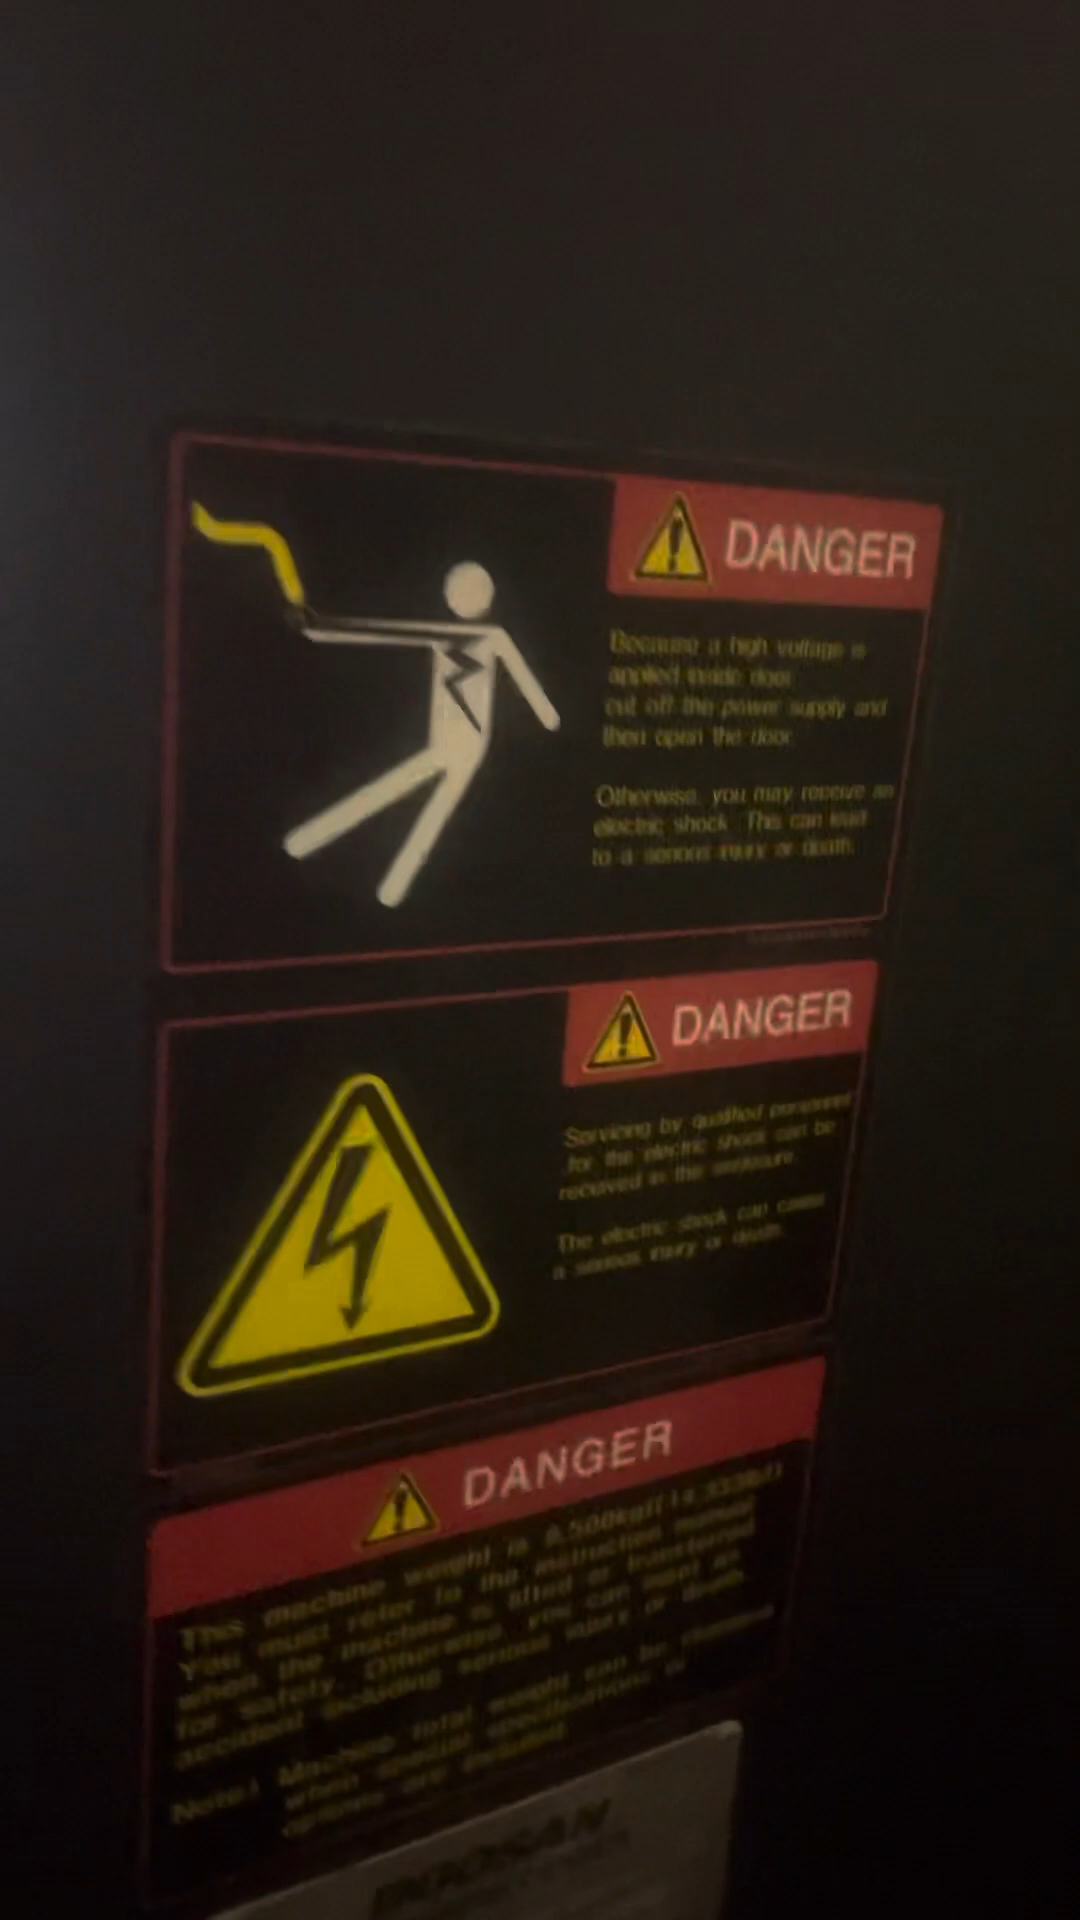 DANGER
Because a high voltage is
applied inside door
cut off the power supply and
then open the door.
Otherwise, you may receive an
electric shock. This can lead
to a serious injury or death.
DANGER
Servicing by qualified personnel
for the electric shock can be
received in the enclosure.
The electric shock can cause
a serious injury or death.
DANGER
This machine weight is
You must refer to the instruction manual
when the machine is lifted or transferred
for safety. Otherwise, you can meet an
accident including serious injury or death.
Note) Machine total weight can be changed
when special specifications or
options are included.